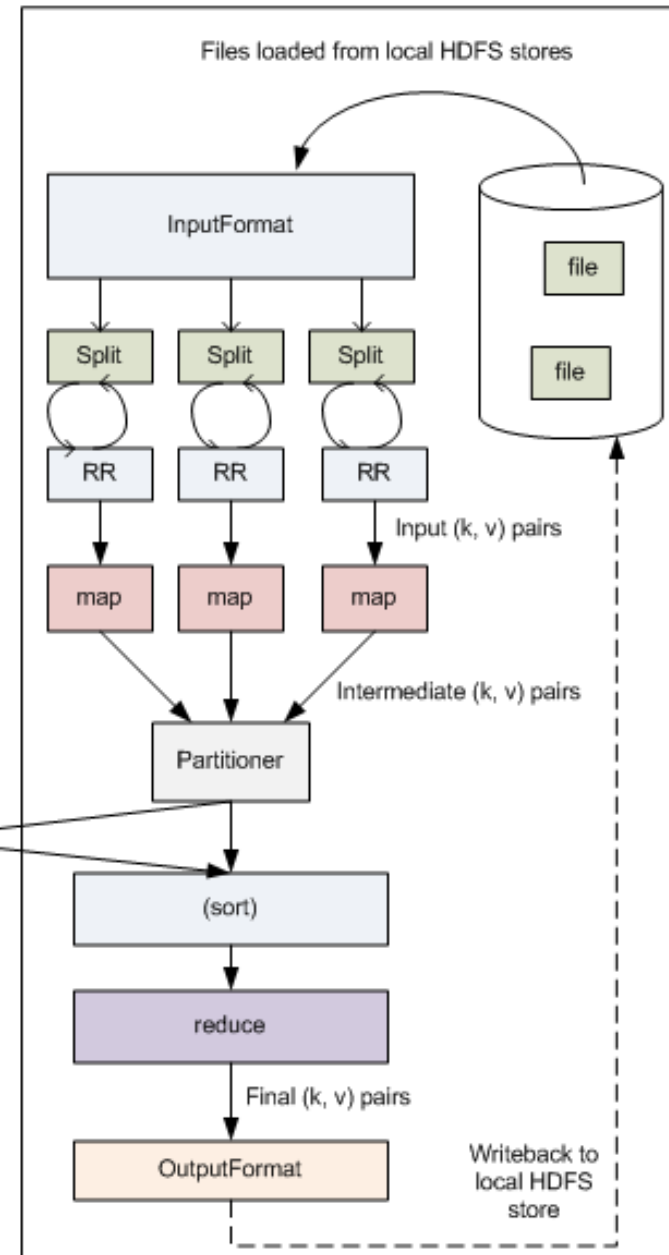 Files loaded from local HDFS stores
InputFormat
file
Split
Split
Split
file
RR
RR
RR
Input (k, v) pairs
map
map
map
Intermediate (k, v) pairs
Partitioner
(sort)
reduce
Final (k, v) pairs
OutputFormat
Writeback to
local HDFS
store